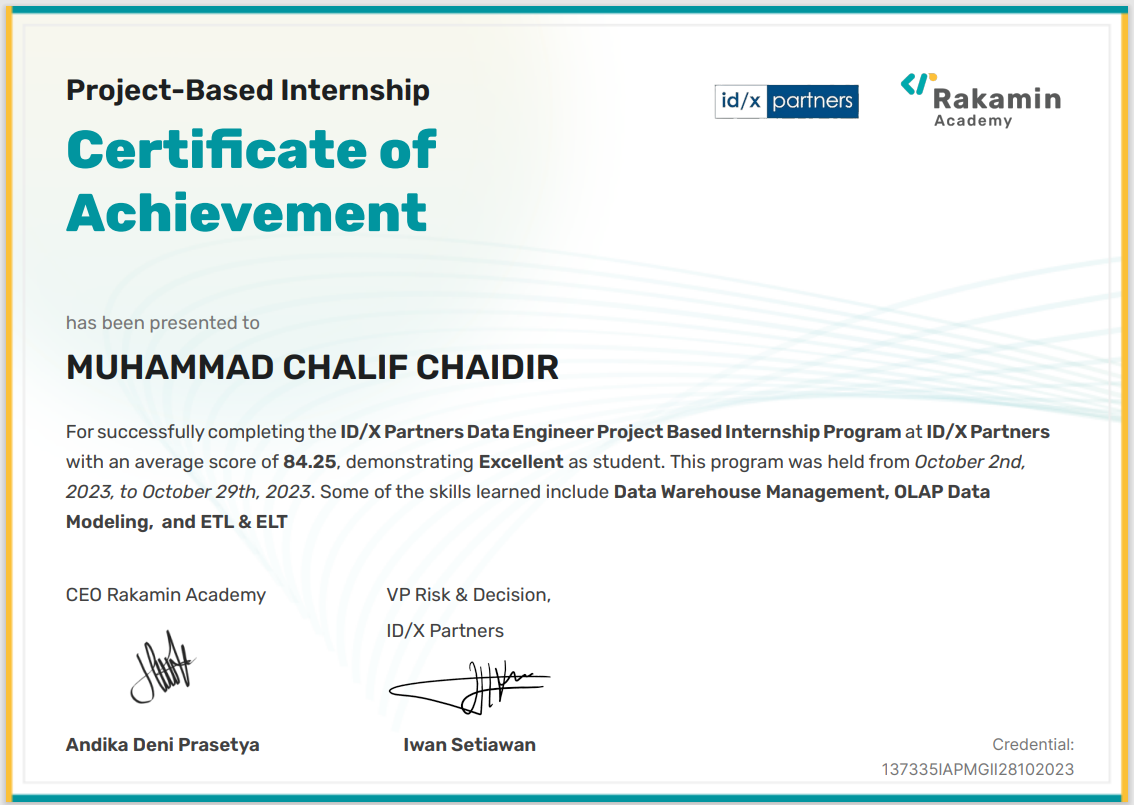 Project-Based Internship
id/x partners
Rakamin
Academy
Certificate of
Achievement
has been presented to
MUHAMMAD CHALIF CHAIDIR
For successfully completing the ID/X Partners Data Engineer Project Based Internship Program at ID/X Partners
with an average score of 84.25, demonstrating Excellent as student. This program was held from October 2nd,
2023, to October 29th, 2023. Some of the skills learned include Data Warehouse Management, OLAP Data
Modeling, and ETL & ELT
CEO Rakamin Academy
VP Risk & Decision,
ID/X Partners
Andika Deni Prasetya
Iwan Setiawan
Credential:
137335IAPMGII28102023